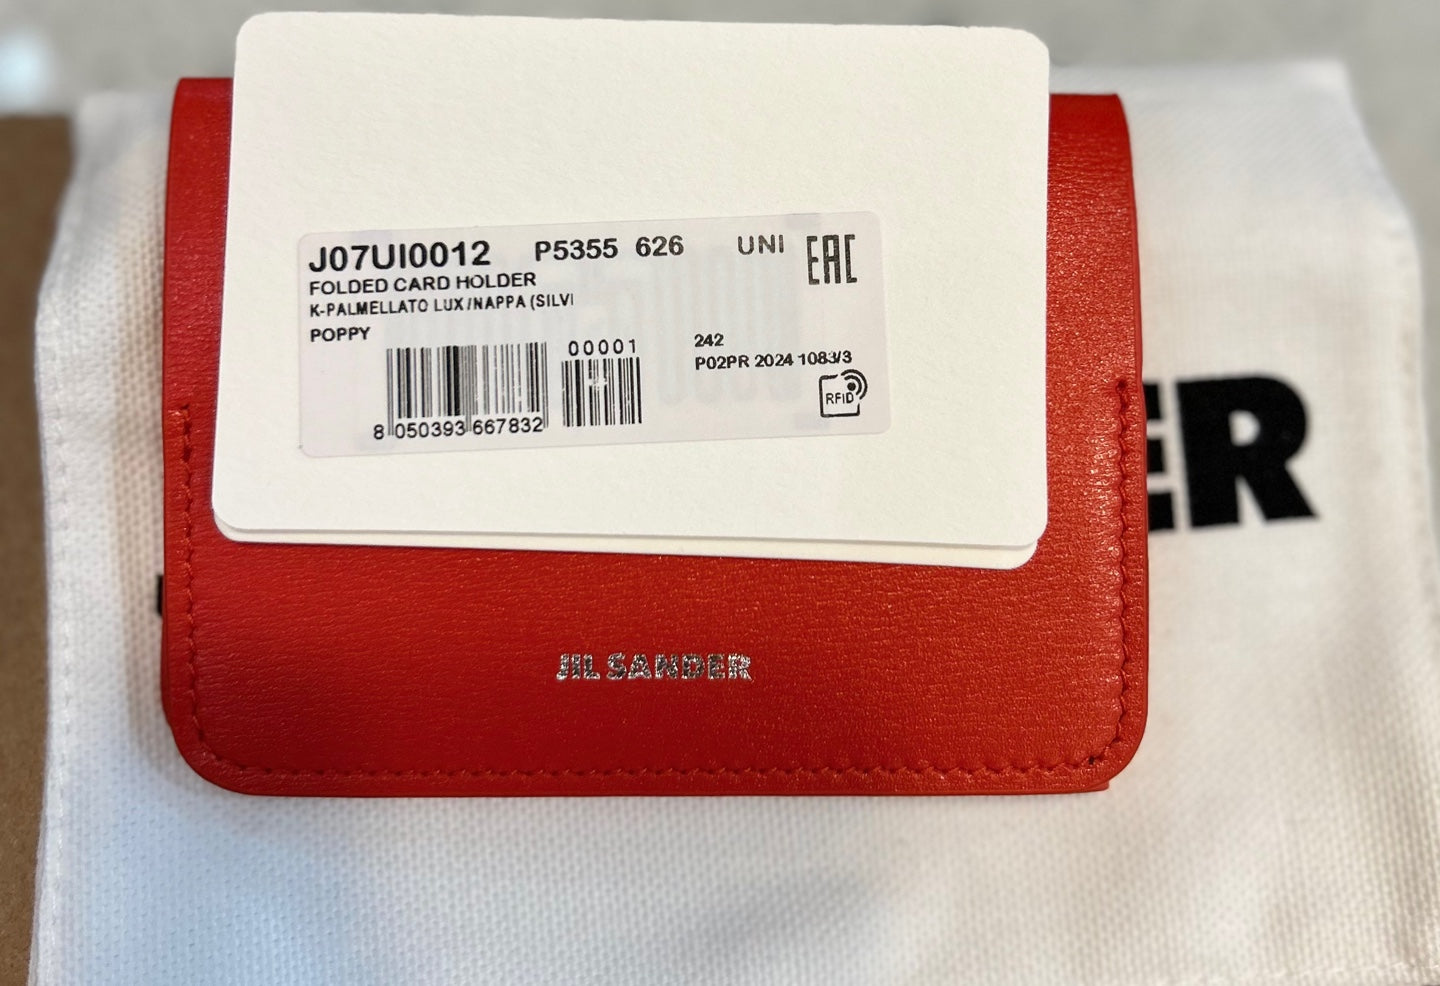 J07UI0012 P5355 626 UNI EAC
FOLDED CARD HOLDER
K-PALMELLATO LUX/NAPPA (SILVI
POPPY
00001
8 050393 667832
242
P02PR 2024 1083/3
RFID
ER
JIL SANDER